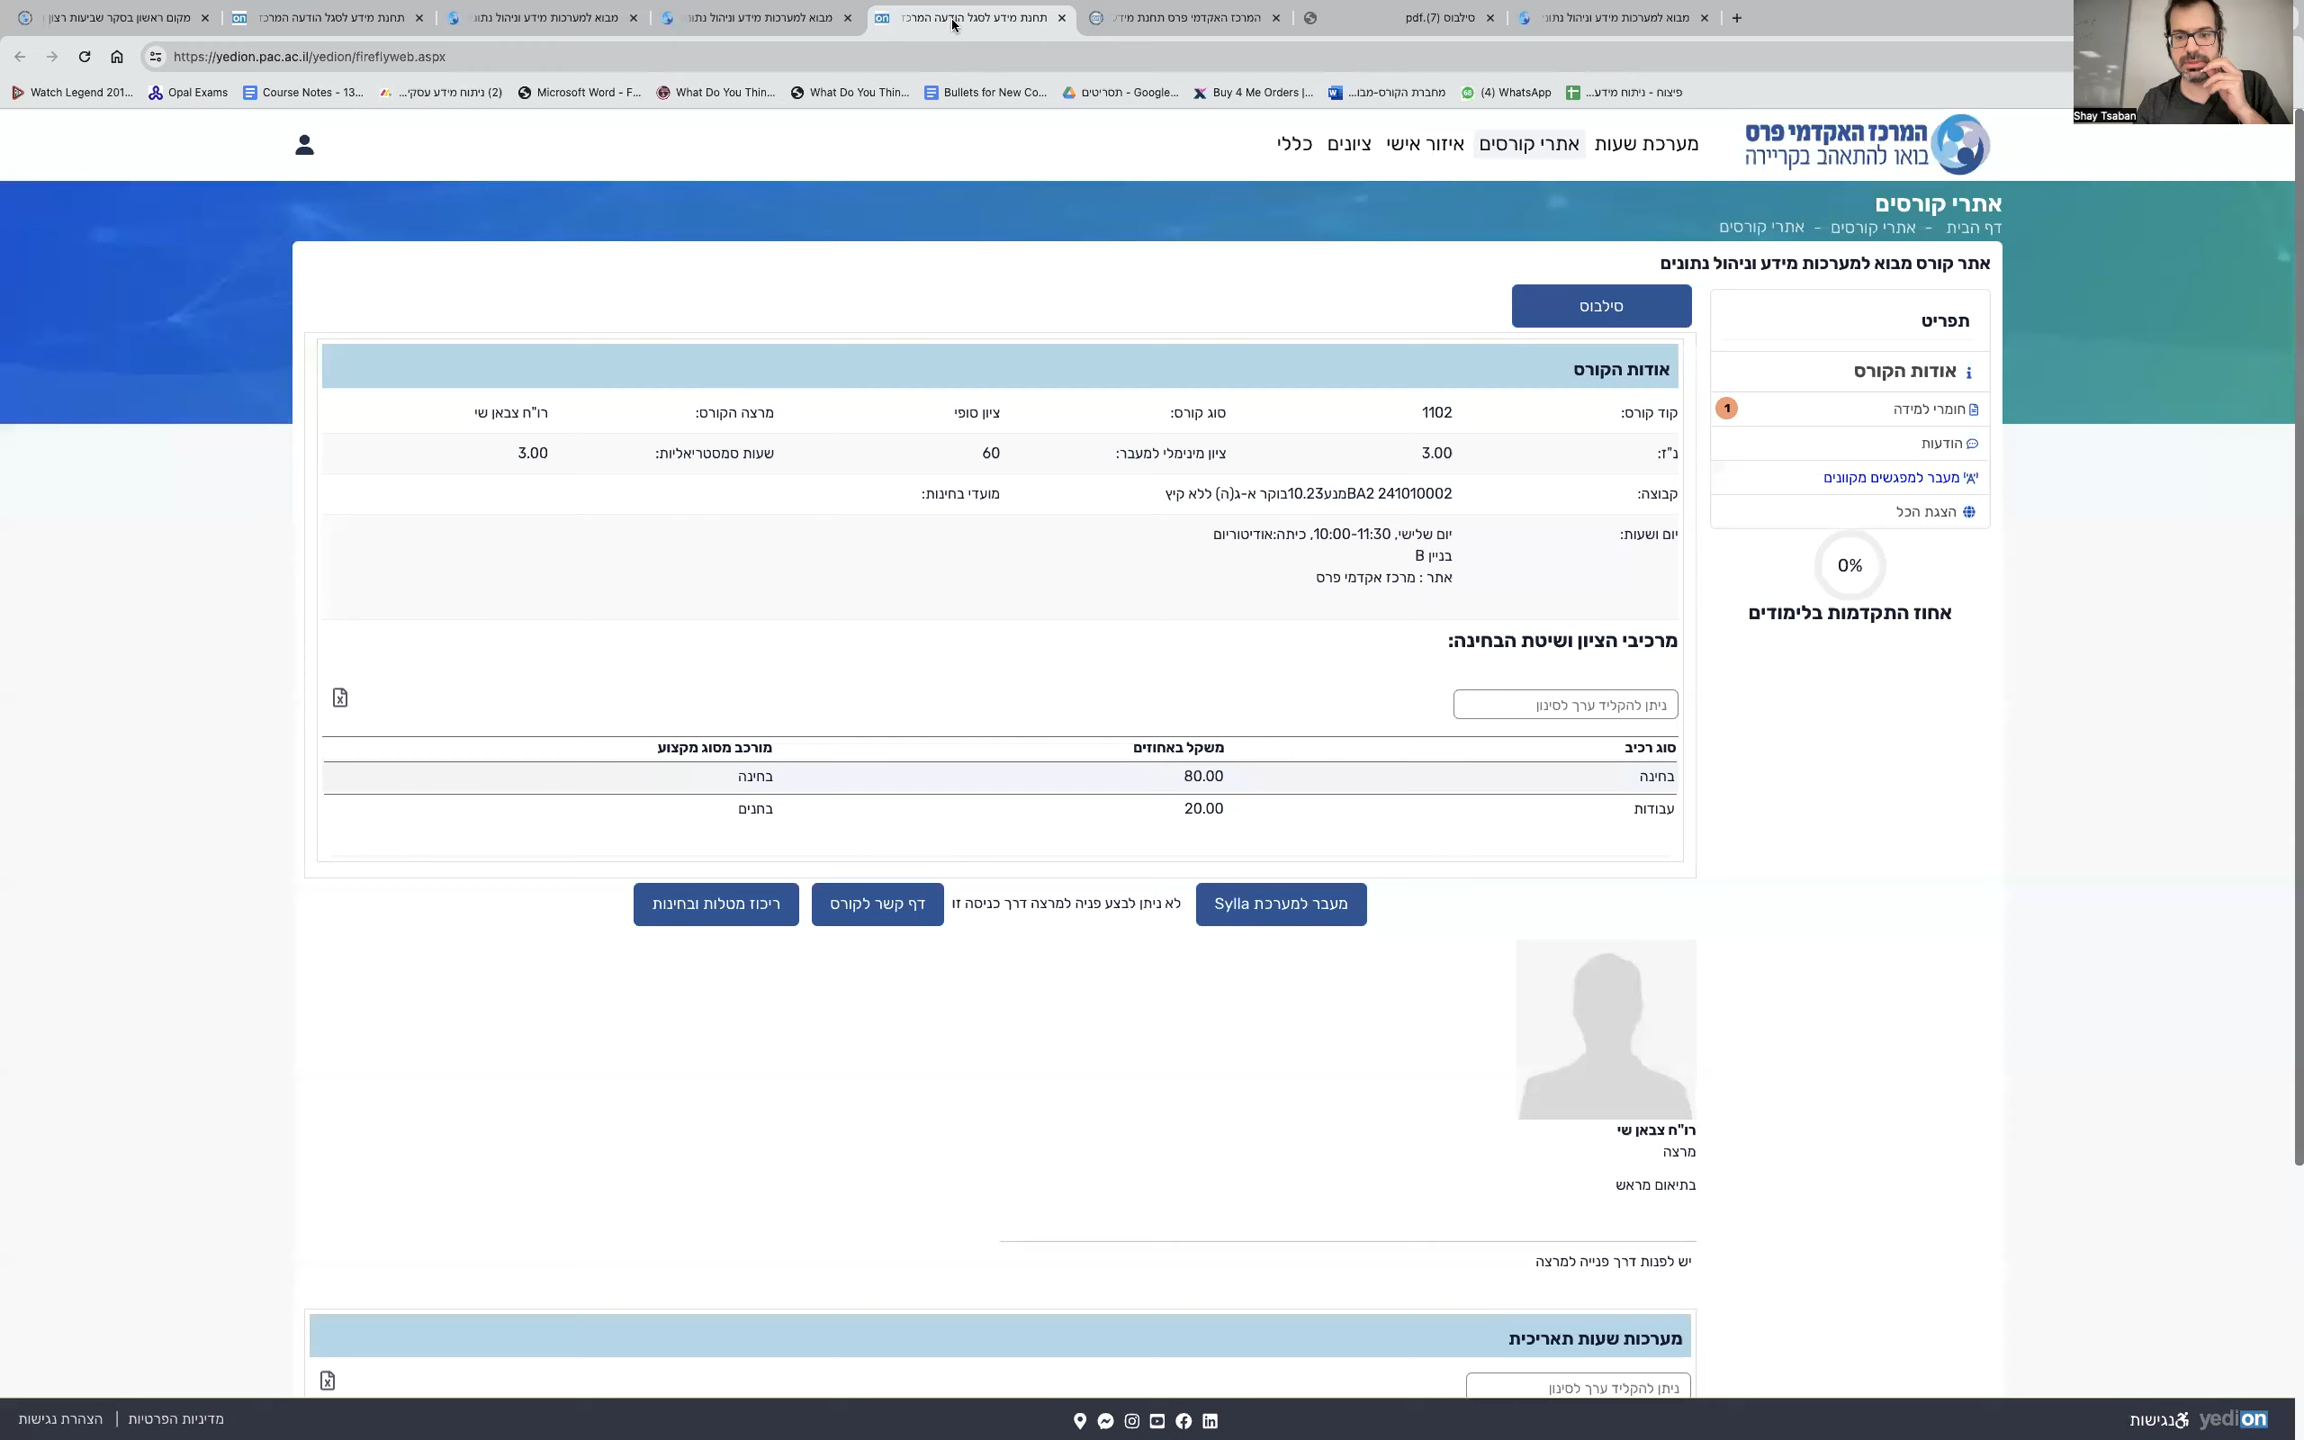 מקום ראשון בסקר שביעות רצון
תחנת מידע לסגל הודעה המרכז
מבוא למערכות מידע וניהול נתונ
מבוא למערכות מידע וניהול נתונ
תחנת מידע לסגל הודעה המרכז
המרכז האקדמי פרס תחנת מיד
סילבוס (7).pdf
מבוא למערכות מידע וניהול נתונ
https://yedion.pac.ac.il/yedion/fireflyweb.aspx
Watch Legend 201...
Opal Exams
Course Notes - 13...
(2) ניתוח מידע עסקי...
Microsoft Word - F...
What Do You Thin...
What Do You Thin...
Bullets for New Co...
תסריטים - Google...
Buy 4 Me Orders |...
מחברת הקורס-מבו...
(4) WhatsApp
פיצוח - ניתוח מידע...
Shay Tsaban
המרכז האקדמי פרס
בואו להתאהב בקריירה
מערכת שעות
אתרי קורסים
איזור אישי
ציונים
כללי
אתרי קורסים
דף הבית - אתרי קורסים - אתרי קורסים
אתר קורס מבוא למערכות מידע וניהול נתונים
תפריט
אודות הקורס
חומרי למידה 1
הודעות
מעבר למפגשים מקוונים
הצגת הכל
0%
אחוז התקדמות בלימודים
סילבוס
אודות הקורס
קוד קורס: 1102 סוג קורס: ציון סופי מרצה הקורס: רו"ח צבאן שי
נ"ז: 3.00 ציון מינימלי למעבר: 60 שעות סמסטריאליות: 3.00
קבוצה: 241010002 BA2מנע10.23בוקר א-ג(ה) ללא קיץ מועדי בחינות:
יום ושעות: יום שלישי, 10:00-11:30, כיתה:אודיטוריום
בניין B
אתר : מרכז אקדמי פרס
מרכיבי הציון ושיטת הבחינה:
ניתן להקליד ערך לסינון
סוג רכיב משקל באחוזים מורכב מסוג מקצוע
בחינה 80.00 בחינה
עבודות 20.00 בחנים
מעבר למערכת Sylla
לא ניתן לבצע פניה למרצה דרך כניסה זו
דף קשר לקורס
ריכוז מטלות ובחינות
רו"ח צבאן שי
מרצה
בתיאום מראש
יש לפנות דרך פנייה למרצה
מערכות שעות תאריכית
ניתן להקליד ערך לסינון
yedion
נגישות
מדיניות הפרטיות | הצהרת נגישות